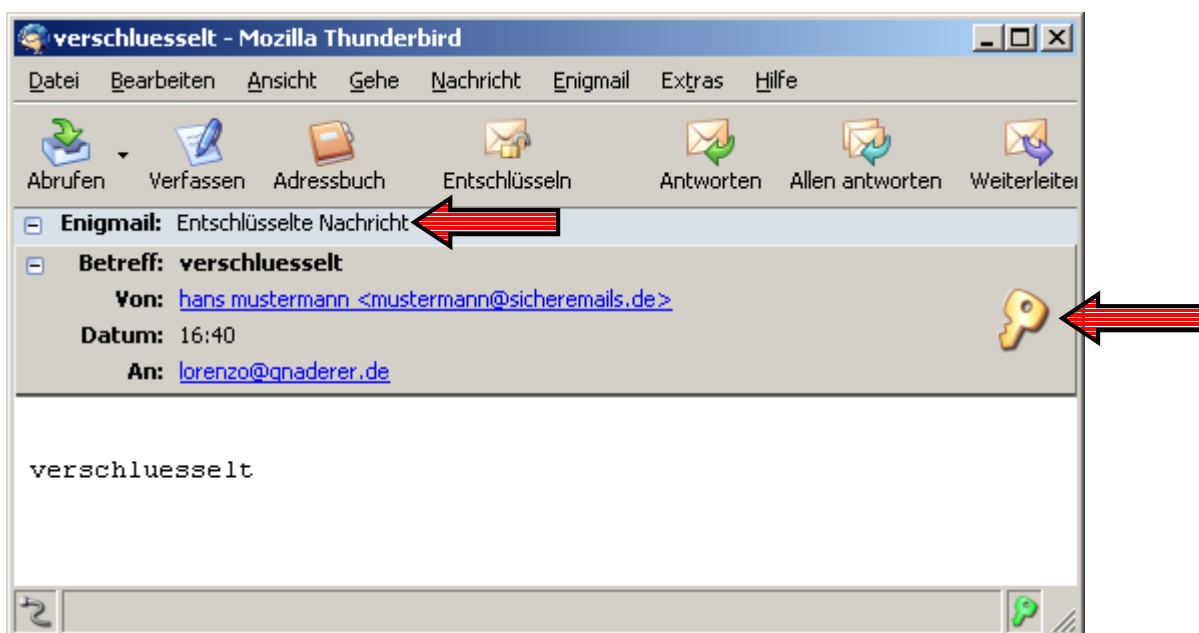 verschluesselt - Mozilla Thunderbird
Datei Bearbeiten Ansicht Gehe Nachricht Enigmail Extras Hilfe
Abrufen Verfassen Adressbuch Entschlüsseln Antworten Allen antworten Weiterleiter
Enigmail: Entschlüsselte Nachricht
Betreff: verschluesselt
Von: hans mustermann <mustermann@sicheremails.de>
Datum: 16:40
An: lorenzo@gnaderer.de
verschluesselt